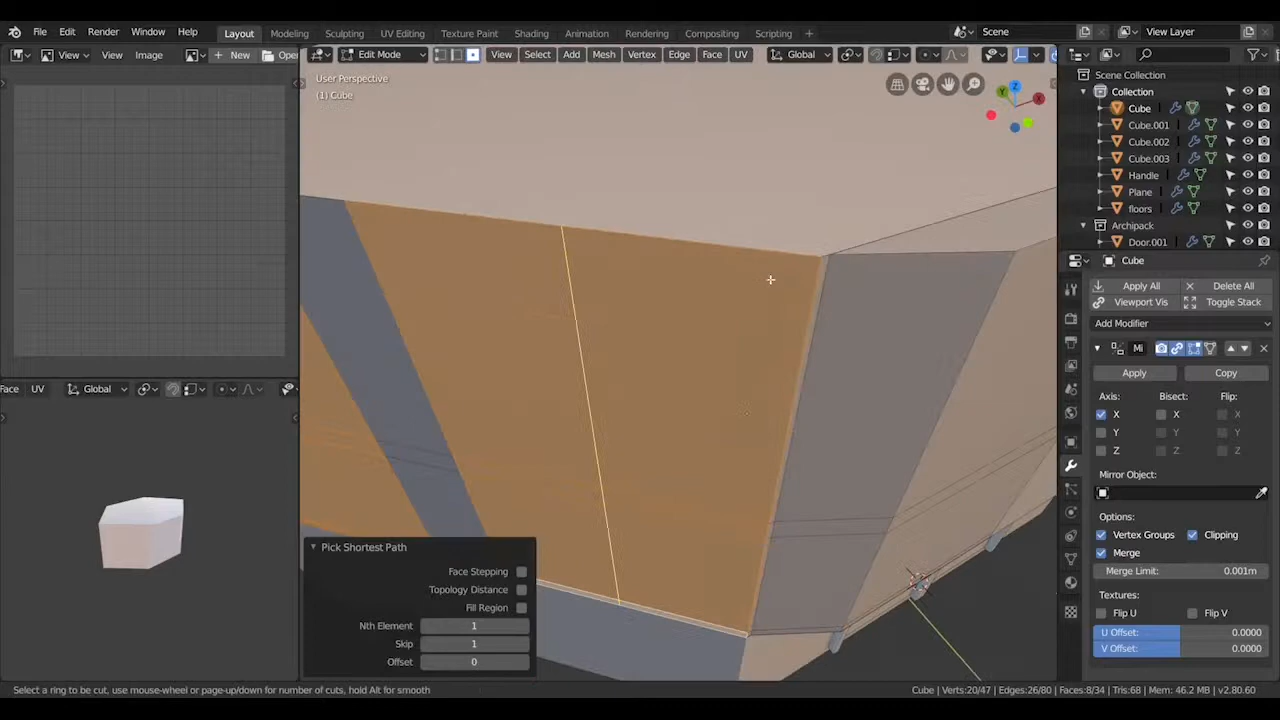 File Edit Render Window Help Layout Modeling Sculpting UV Editing Texture Paint Shading Animation Rendering Compositing Scripting + Scene View Layer
View View Image New Open Edit Mode View Select Add Mesh Vertex Edge Face UV Global
User Perspective
(1) Cube
Scene Collection
Collection
Cube
Cube.001
Cube.002
Cube.003
Handle
Plane
floors
Archipack
Door.001
Cube
Apply All Delete All
Viewport Vis Toggle Stack
Add Modifier
Mi
Apply Copy
Axis: Bisect: Flip:
X X X
Y Y Y
Z Z Z
Mirror Object:
Options:
Vertex Groups Clipping
Merge
Merge Limit: 0.001m
Textures:
Flip U Flip V
U Offset: 0.0000
V Offset: 0.0000
Face UV Global
Pick Shortest Path
Face Stepping
Topology Distance
Fill Region
Nth Element 1
Skip 1
Offset 0
Select a ring to be cut, use mouse-wheel or page-up/down for number of cuts, hold Alt for smooth
Cube | Verts:20/47 | Edges:26/80 | Faces:8/34 | Tris:68 | Mem: 46.2 MB | v2.80.60